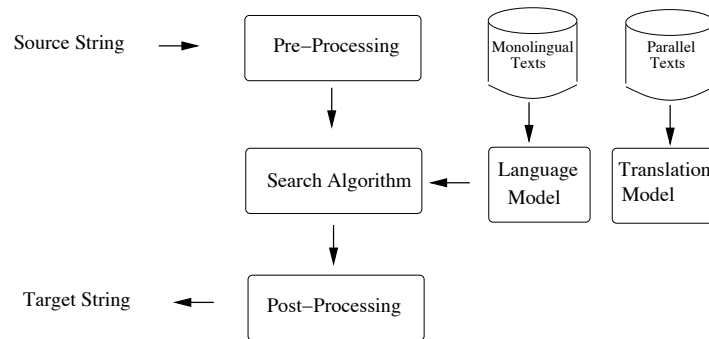 Source String
Pre–Processing
Monolingual
Texts
Parallel
Texts
Search Algorithm
Language
Model
Translation
Model
Target String
Post–Processing